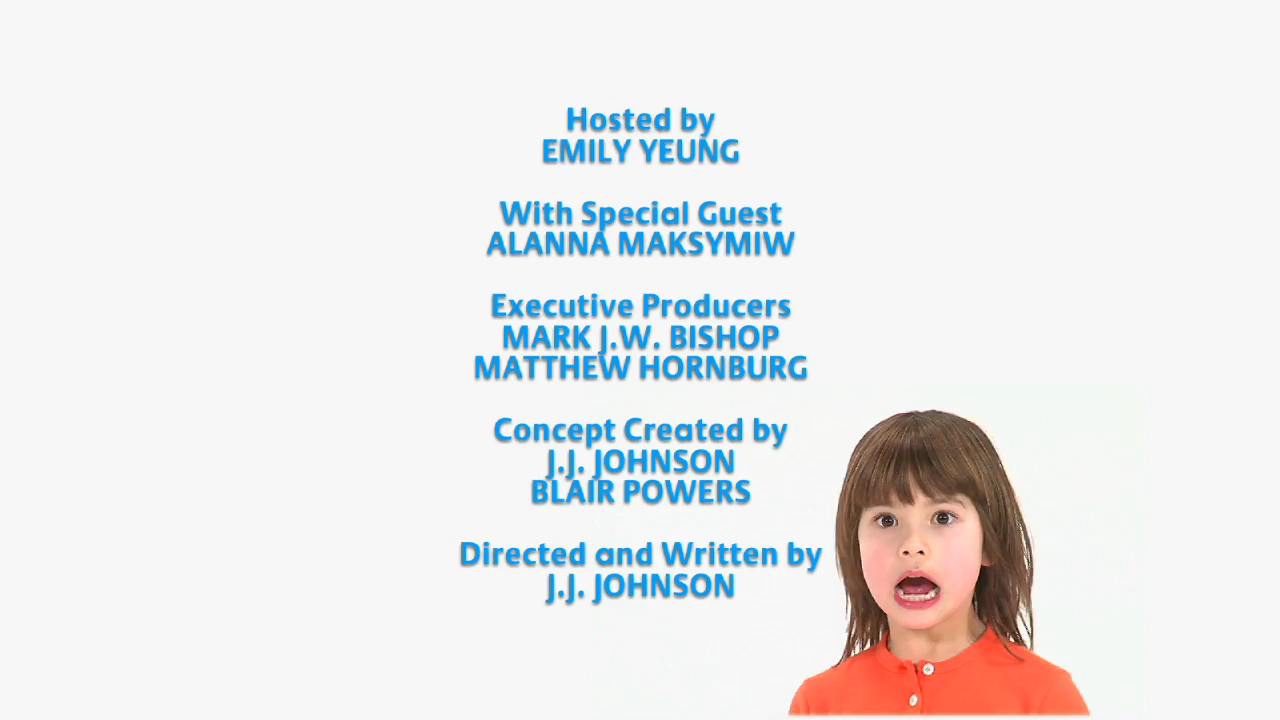 Hosted by
EMILY YEUNG
With Special Guest
ALANNA MAKSYMIW
Executive Producers
MARK J.W. BISHOP
MATTHEW HORNBURG
Concept Created by
J.J. JOHNSON
BLAIR POWERS
Directed and Written by
J.J. JOHNSON